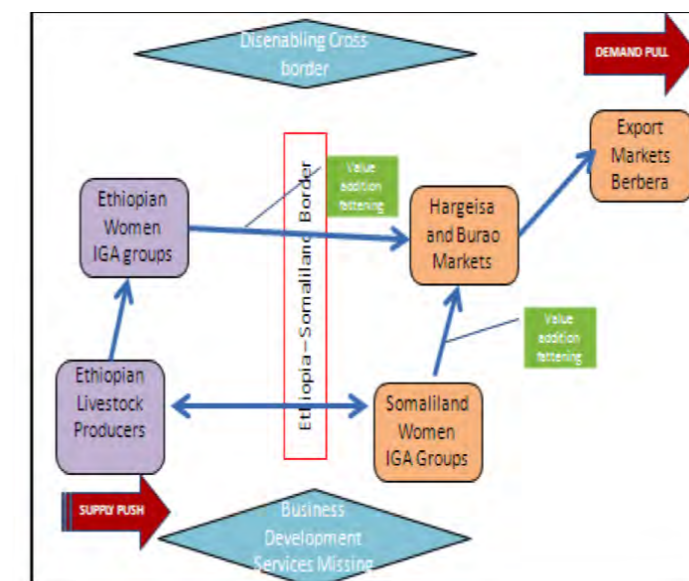 Disenabling Cross
border
DEMAND PULL
Export
Markets
Berbera
Value
addition
fattening
Ethiopian
Women
IGA groups
Ethiopia – Somaliland Border
Hargeisa
and Burao
Markets
Value
addition
fattening
Ethiopian
Livestock
Producers
Somaliland
Women
IGA Groups
SUPPLY PUSH
Business
Development
Services Missing